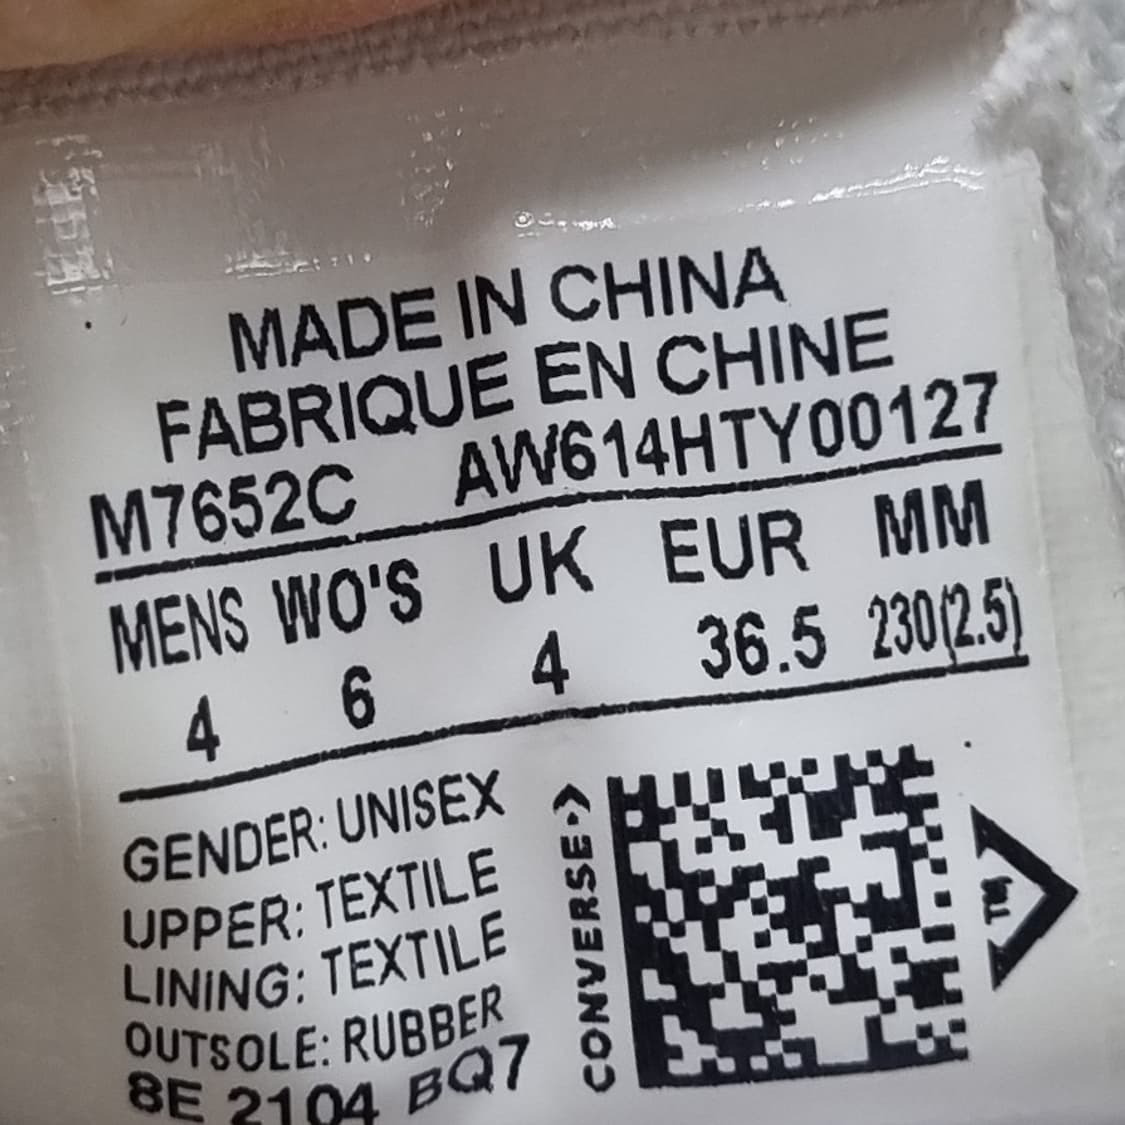 MADE IN CHINA
FABRIQUE EN CHINE
M7652C AW614HTY00127
MENS WO'S UK EUR MM
4 6 4 36.5 230(2.5)
GENDER: UNISEX
UPPER: TEXTILE
LINING: TEXTILE
OUTSOLE: RUBBER
8E 2104 BQ7
CONVERSE
TM